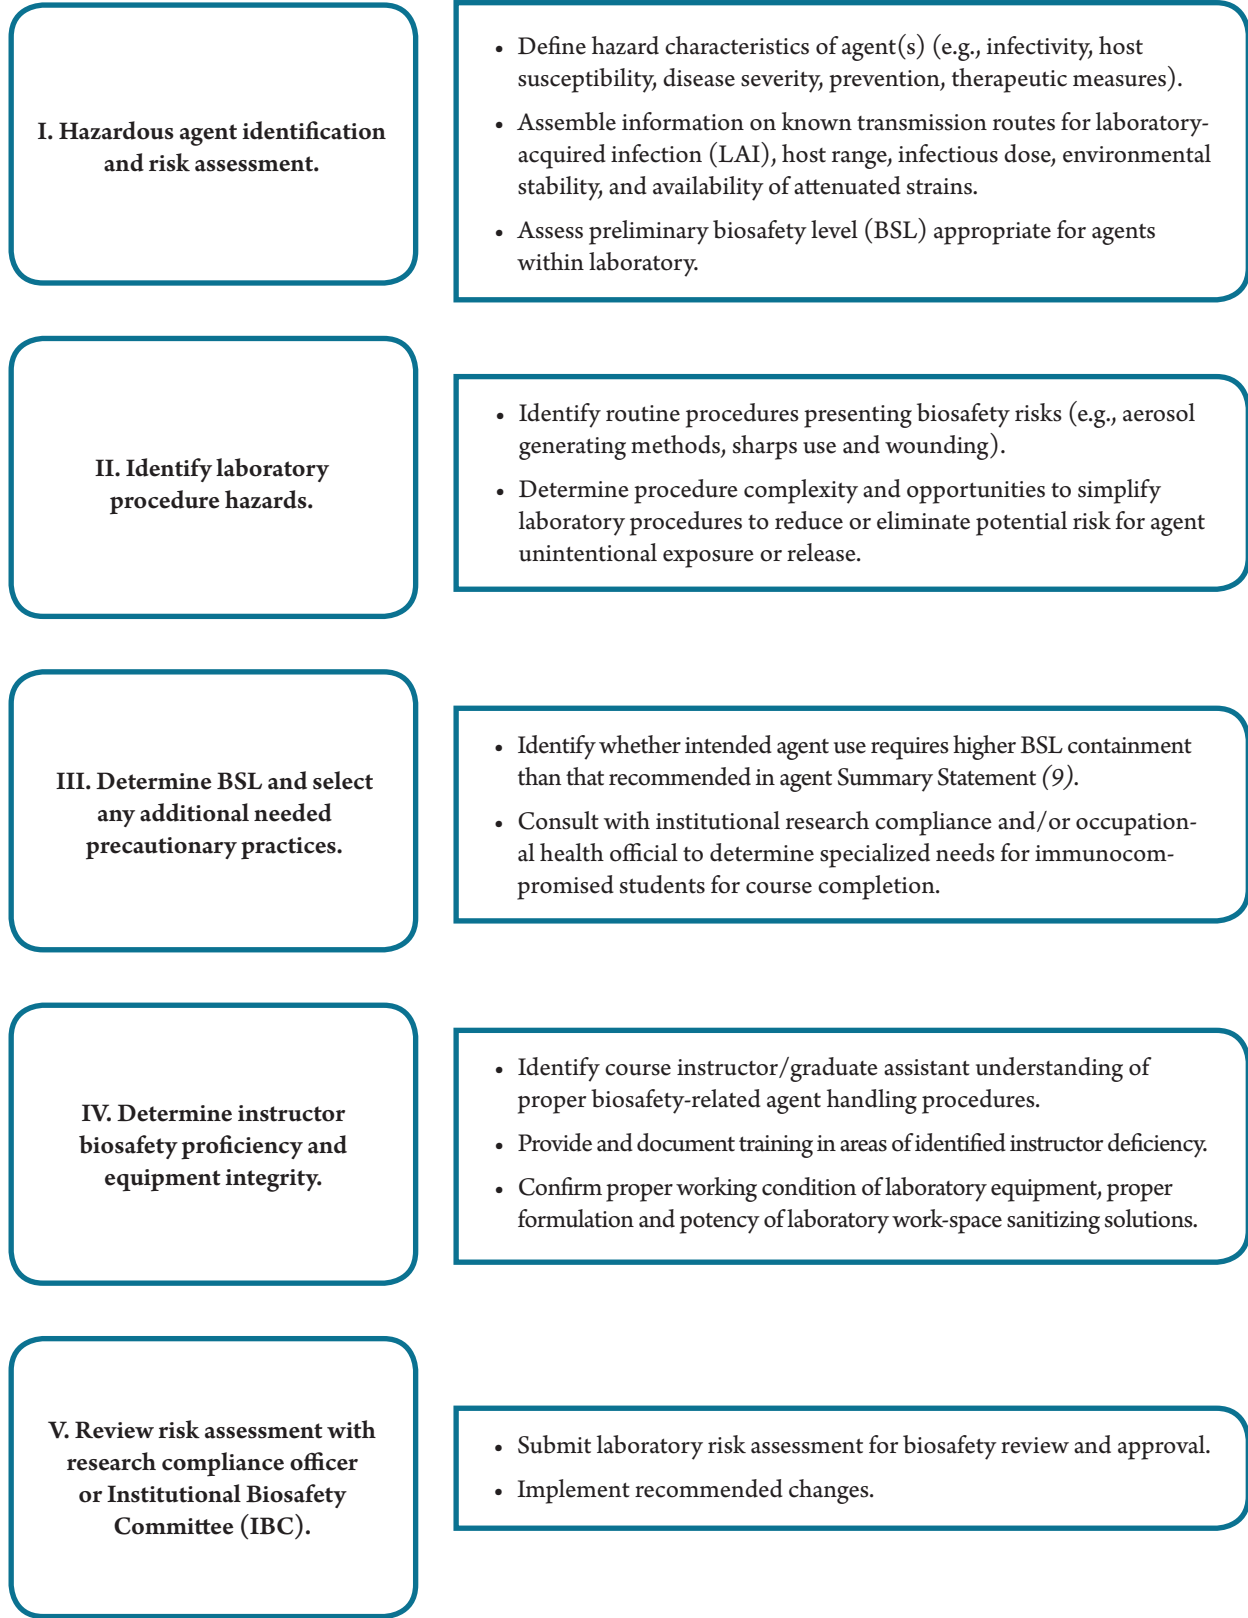 I. Hazardous agent identification
and risk assessment.
• Define hazard characteristics of agent(s) (e.g., infectivity, host
susceptibility, disease severity, prevention, therapeutic measures).
• Assemble information on known transmission routes for laboratory-
acquired infection (LAI), host range, infectious dose, environmental
stability, and availability of attenuated strains.
• Assess preliminary biosafety level (BSL) appropriate for agents
within laboratory.
II. Identify laboratory
procedure hazards.
• Identify routine procedures presenting biosafety risks (e.g., aerosol
generating methods, sharps use and wounding).
• Determine procedure complexity and opportunities to simplify
laboratory procedures to reduce or eliminate potential risk for agent
unintentional exposure or release.
III. Determine BSL and select
any additional needed
precautionary practices.
• Identify whether intended agent use requires higher BSL containment
than that recommended in agent Summary Statement (9).
• Consult with institutional research compliance and/or occupation-
al health official to determine specialized needs for immunocom-
promised students for course completion.
IV. Determine instructor
biosafety proficiency and
equipment integrity.
• Identify course instructor/graduate assistant understanding of
proper biosafety-related agent handling procedures.
• Provide and document training in areas of identified instructor deficiency.
• Confirm proper working condition of laboratory equipment, proper
formulation and potency of laboratory work-space sanitizing solutions.
V. Review risk assessment with
research compliance officer
or Institutional Biosafety
Committee (IBC).
• Submit laboratory risk assessment for biosafety review and approval.
• Implement recommended changes.